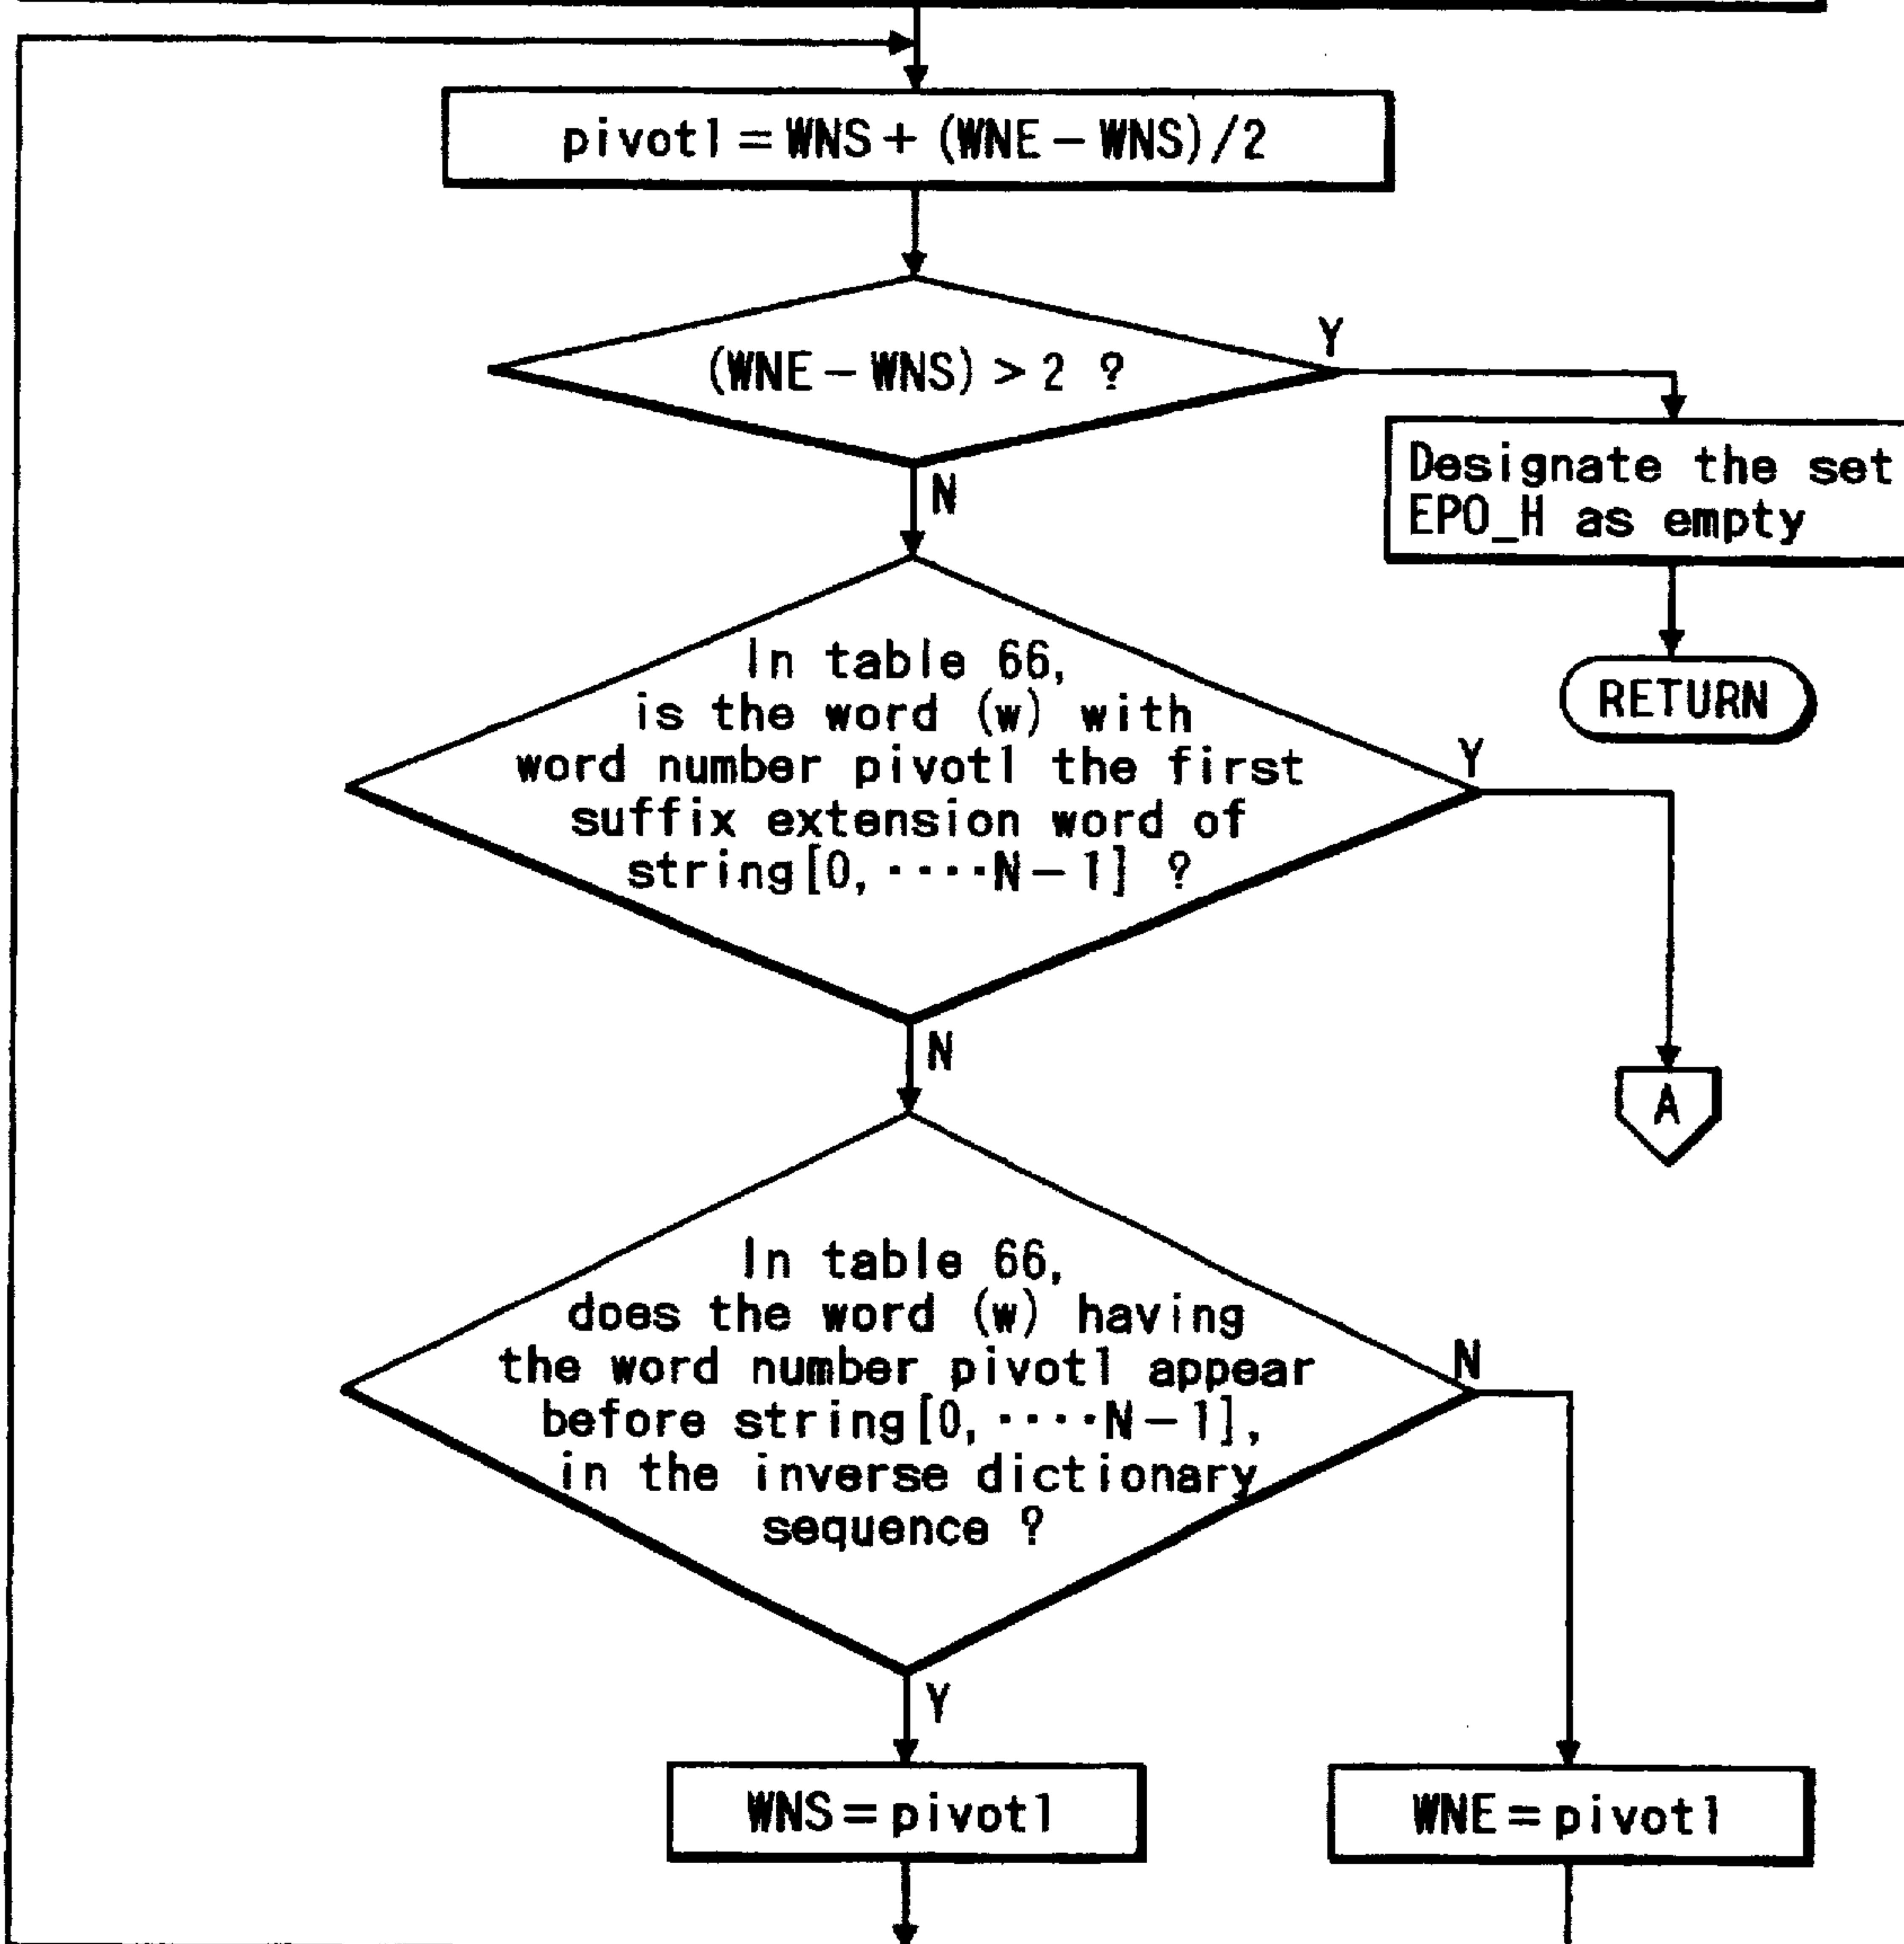 pivot1=WNS+(WNE-WNS)/2
(WNE-WNS)>2 ?
Y
N
Designate the set
EPO_H as empty
RETURN
In table 66,
is the word (w) with
word number pivot1 the first
suffix extension word of
string[0, ····N-1] ?
Y
N
A
In table 66,
does the word (w) having
the word number pivot1 appear
before string[0, ····N-1],
in the inverse dictionary
sequence ?
N
Y
WNS=pivot1
WNE=pivot1